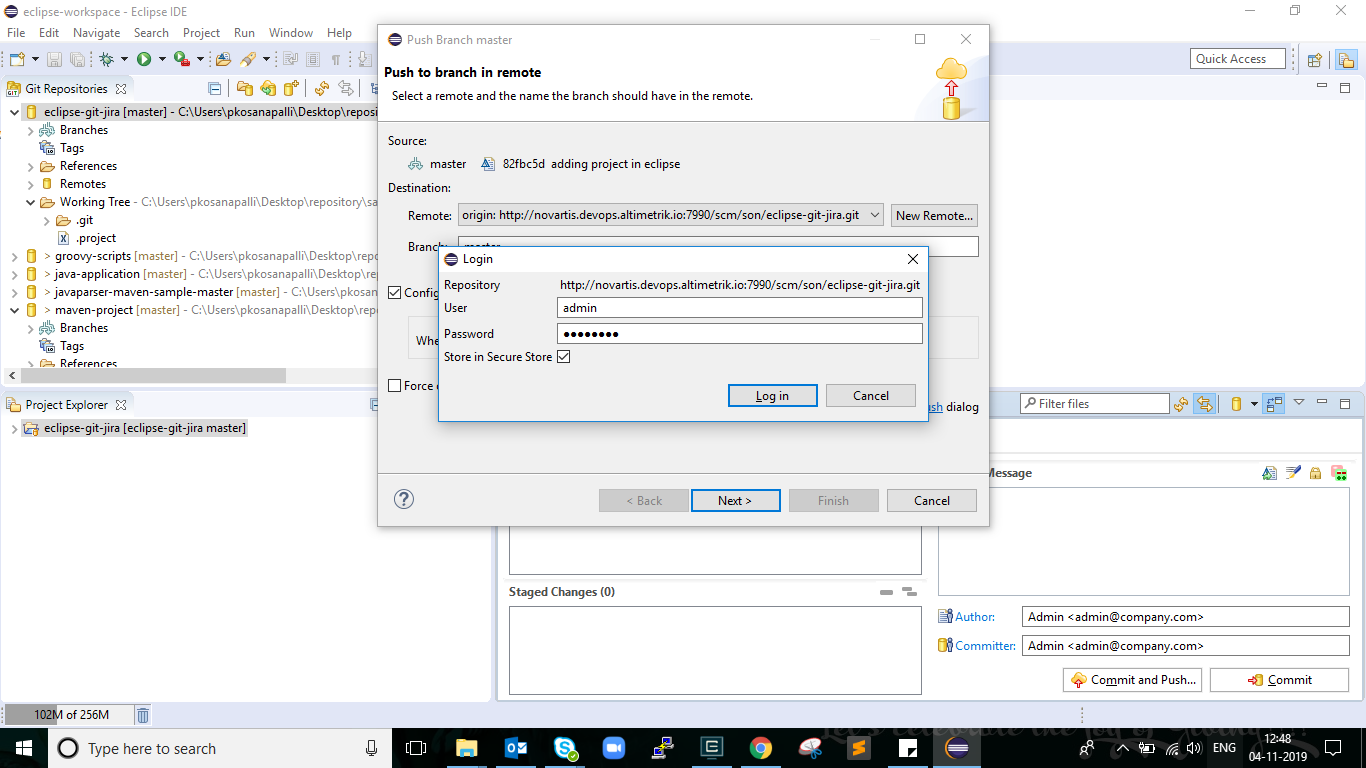 eclipse-workspace - Eclipse IDE
File Edit Navigate Search Project Run Window Help
Quick Access
Git Repositories
eclipse-git-jira [master] - C:\Users\pkosanapalli\Desktop\reposi
Branches
Tags
References
Remotes
Working Tree - C:\Users\pkosanapalli\Desktop\repository\sa
.git
.project
> groovy-scripts [master] - C:\Users\pkosanapalli\Desktop\repo
> java-application [master] - C:\Users\pkosanapalli\Desktop\rep
> javaparser-maven-sample-master [master] - C:\Users\pkosana
> maven-project [master] - C:\Users\pkosanapalli\Desktop\repo
Branches
Tags
References
Project Explorer
eclipse-git-jira [eclipse-git-jira master]
Push Branch master
Push to branch in remote
Select a remote and the name the branch should have in the remote.
Source:
master 82fbc5d adding project in eclipse
Destination:
Remote: origin: http://novartis.devops.altimetrik.io:7990/scm/son/eclipse-git-jira.git New Remote...
Branch: master
Config
Whe
Force
ush dialog
Login
Repository http://novartis.devops.altimetrik.io:7990/scm/son/eclipse-git-jira.git
User admin
Password ●●●●●●●●
Store in Secure Store
Log in Cancel
< Back Next > Finish Cancel
Filter files
Message
Staged Changes (0)
Author: Admin <admin@company.com>
Committer: Admin <admin@company.com>
Commit and Push... Commit
102M of 256M
Type here to search
ENG
12:48
04-11-2019